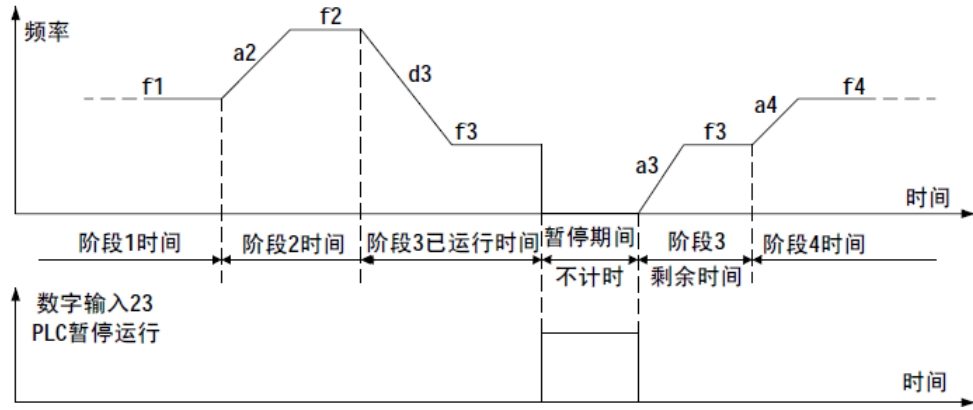 频率
f2
a2
f1
d3
f3
a3
f3
a4
f4
时间
阶段1时间
阶段2时间
阶段3已运行时间
暂停期间
不计时
阶段3
剩余时间
阶段4时间
数字输入23
PLC暂停运行
时间